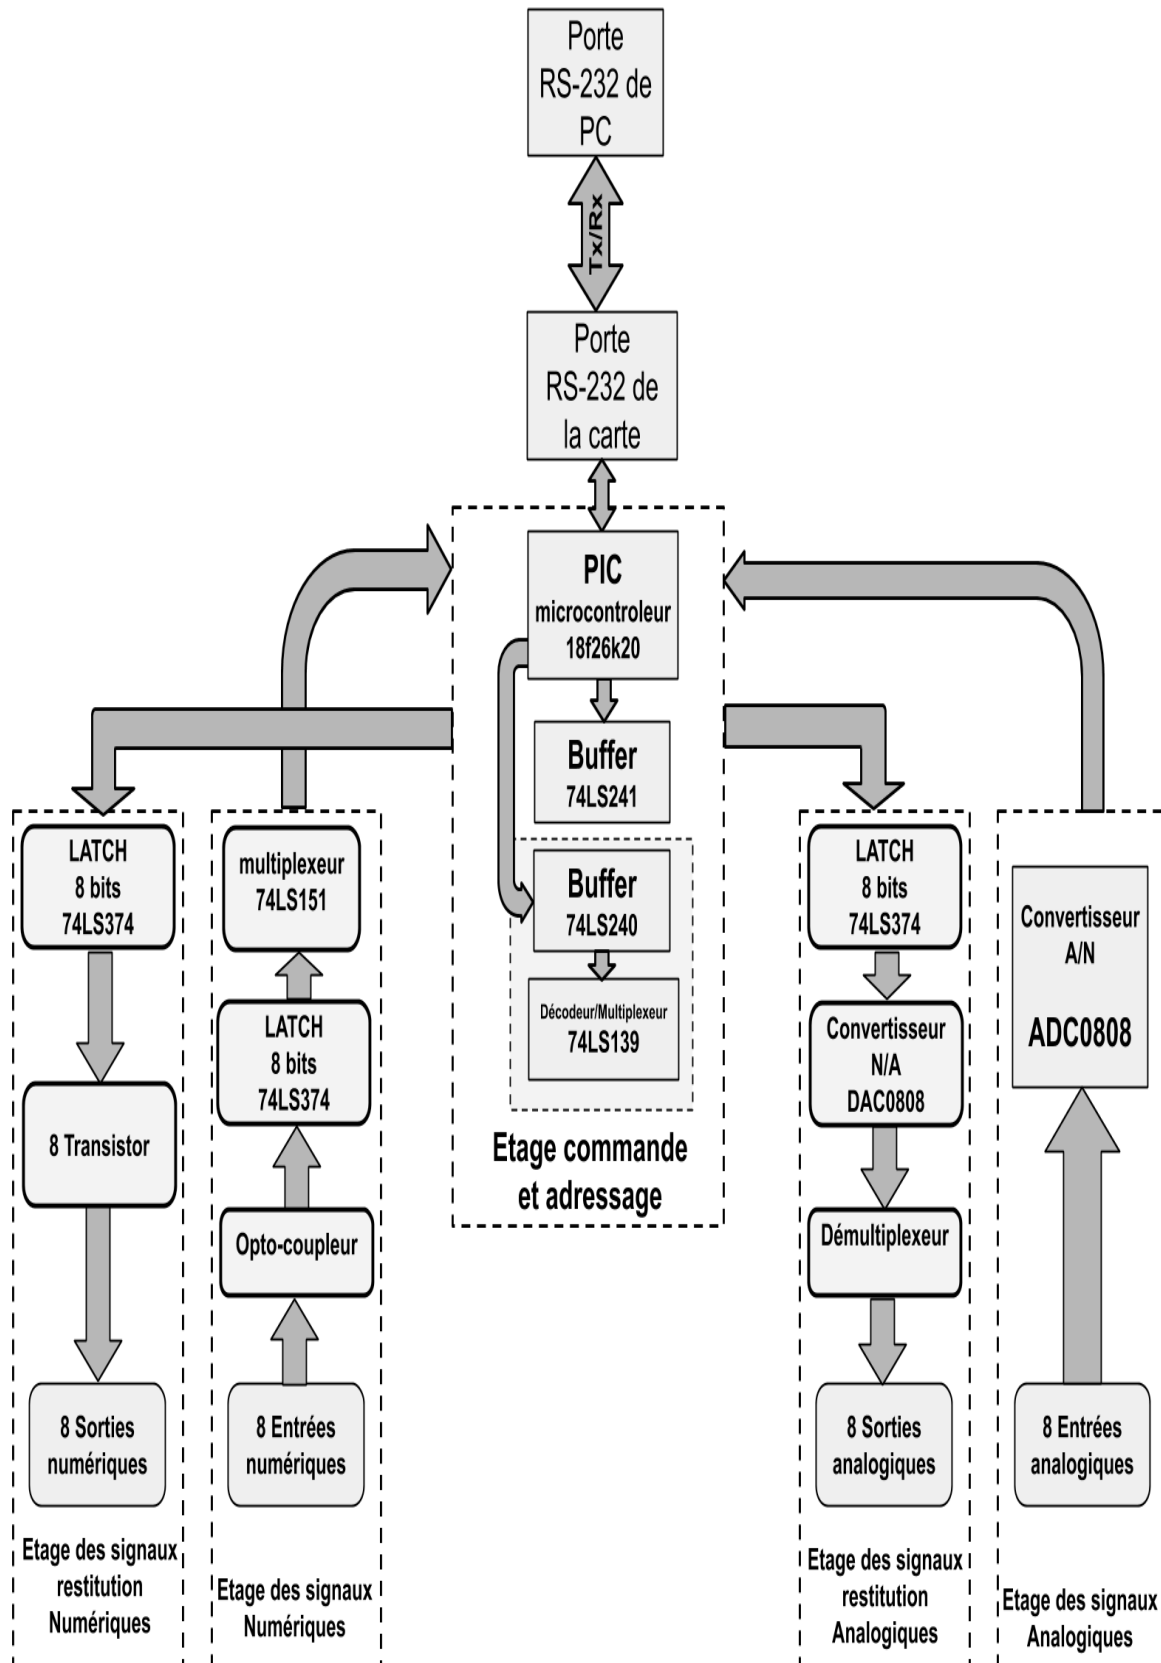 Porte
RS-232 de
PC
Tx/Rx
Porte
RS-232 de
la carte
PIC
microcontroleur
18f26k20
Buffer
74LS241
Buffer
74LS240
Décodeur/Multiplexeur
74LS139
Etage commande
et adressage
LATCH
8 bits
74LS374
8 Transistor
8 Sorties
numériques
Etage des signaux
restitution
Numériques
multiplexeur
74LS151
LATCH
8 bits
74LS374
Opto-coupleur
8 Entrées
numériques
Etage des signaux
Numériques
LATCH
8 bits
74LS374
Convertisseur
N/A
DAC0808
Démultiplexeur
8 Sorties
analogiques
Etage des signaux
restitution
Analogiques
Convertisseur
A/N
ADC0808
8 Entrées
analogiques
Etage des signaux
Analogiques